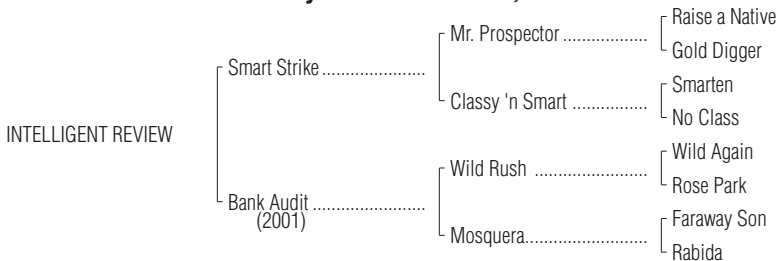 Raise a Native
Mr. Prospector ..................
Gold Digger
Smart Strike ......................
Smarten
Classy 'n Smart ................
No Class
INTELLIGENT REVIEW
Wild Again
Wild Rush ........................
Rose Park
Bank Audit ........................
(2001)
Faraway Son
Mosquera..........................
Rabida